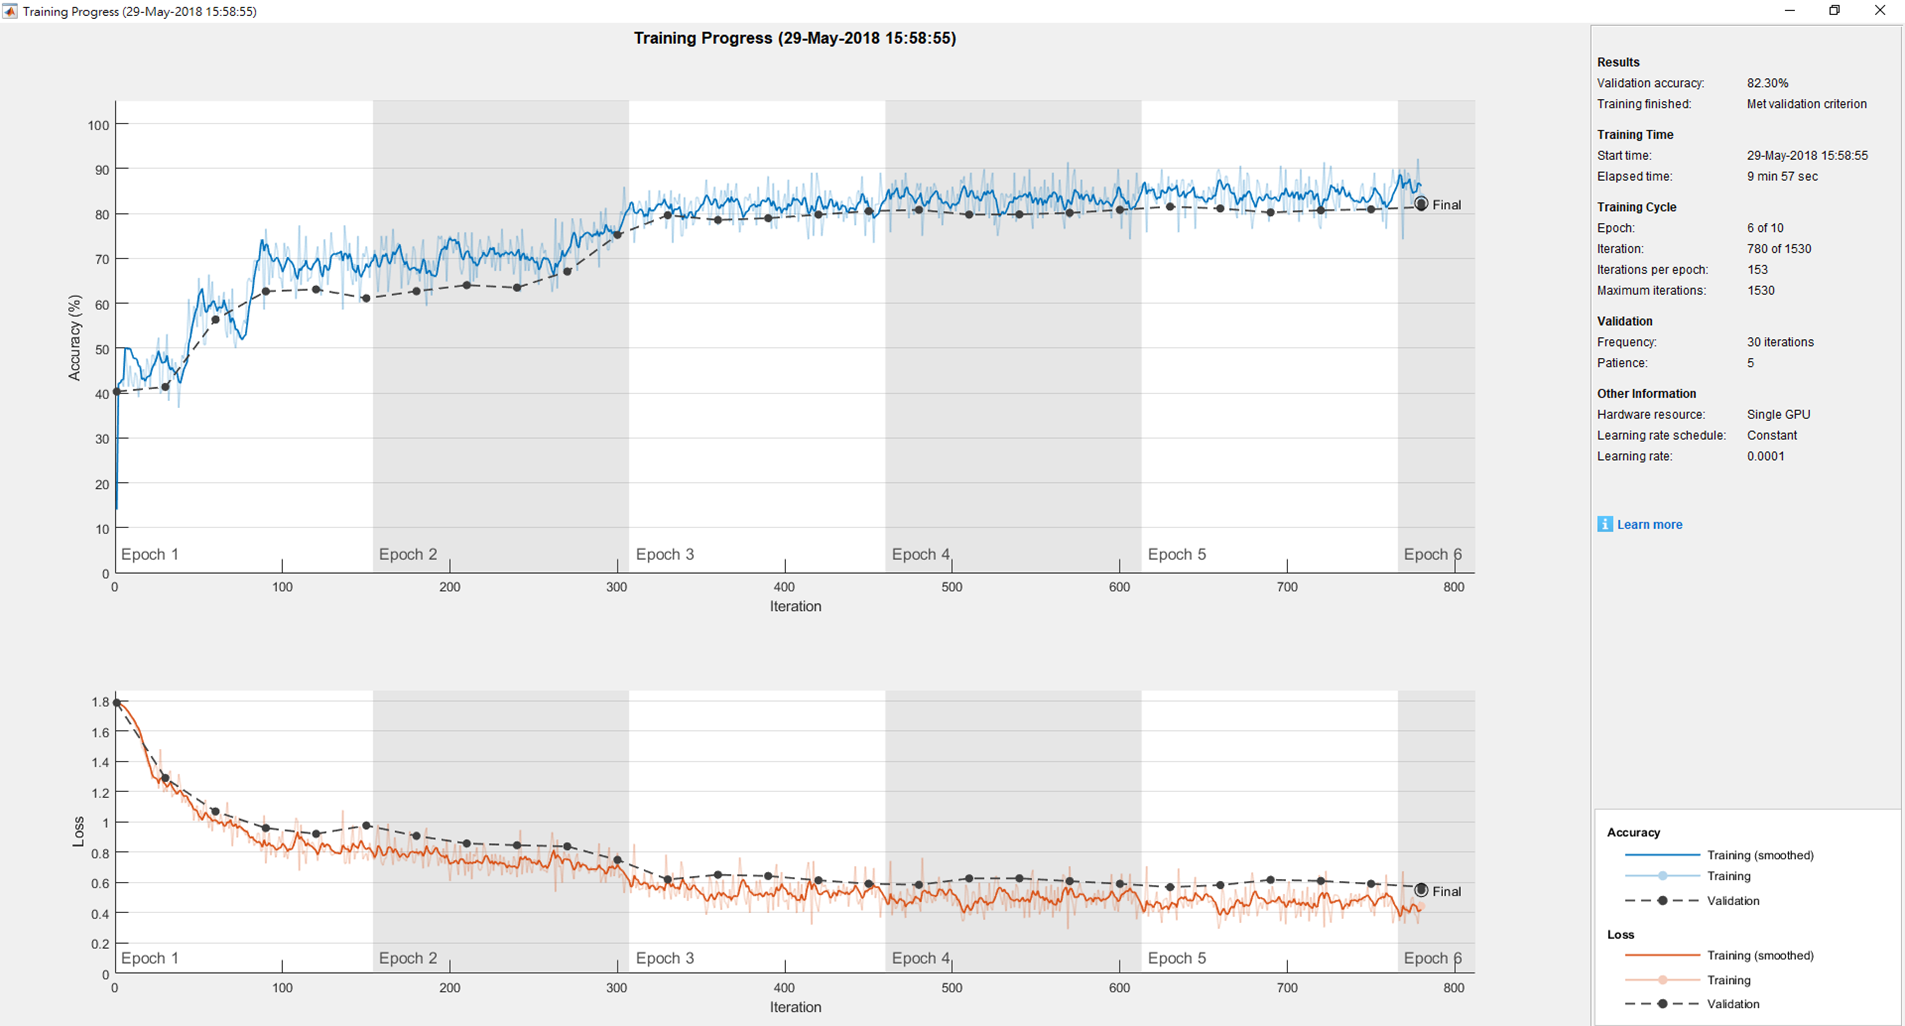 Training Progress (29-May-2018 15:58:55)
Training Progress (29-May-2018 15:58:55)
Accuracy (%)
100
90
80
70
60
50
40
30
20
10
0
Final
Epoch 1 Epoch 2 Epoch 3 Epoch 4 Epoch 5 Epoch 6
0 100 200 300 400 500 600 700 800
Iteration
Loss
1.8
1.6
1.4
1.2
1
0.8
0.6
0.4
0.2
0
Final
Epoch 1 Epoch 2 Epoch 3 Epoch 4 Epoch 5 Epoch 6
0 100 200 300 400 500 600 700 800
Iteration
Results
Validation accuracy: 82.30%
Training finished: Met validation criterion
Training Time
Start time: 29-May-2018 15:58:55
Elapsed time: 9 min 57 sec
Training Cycle
Epoch: 6 of 10
Iteration: 780 of 1530
Iterations per epoch: 153
Maximum iterations: 1530
Validation
Frequency: 30 iterations
Patience: 5
Other Information
Hardware resource: Single GPU
Learning rate schedule: Constant
Learning rate: 0.0001
i Learn more
Accuracy
Training (smoothed)
Training
Validation
Loss
Training (smoothed)
Training
Validation